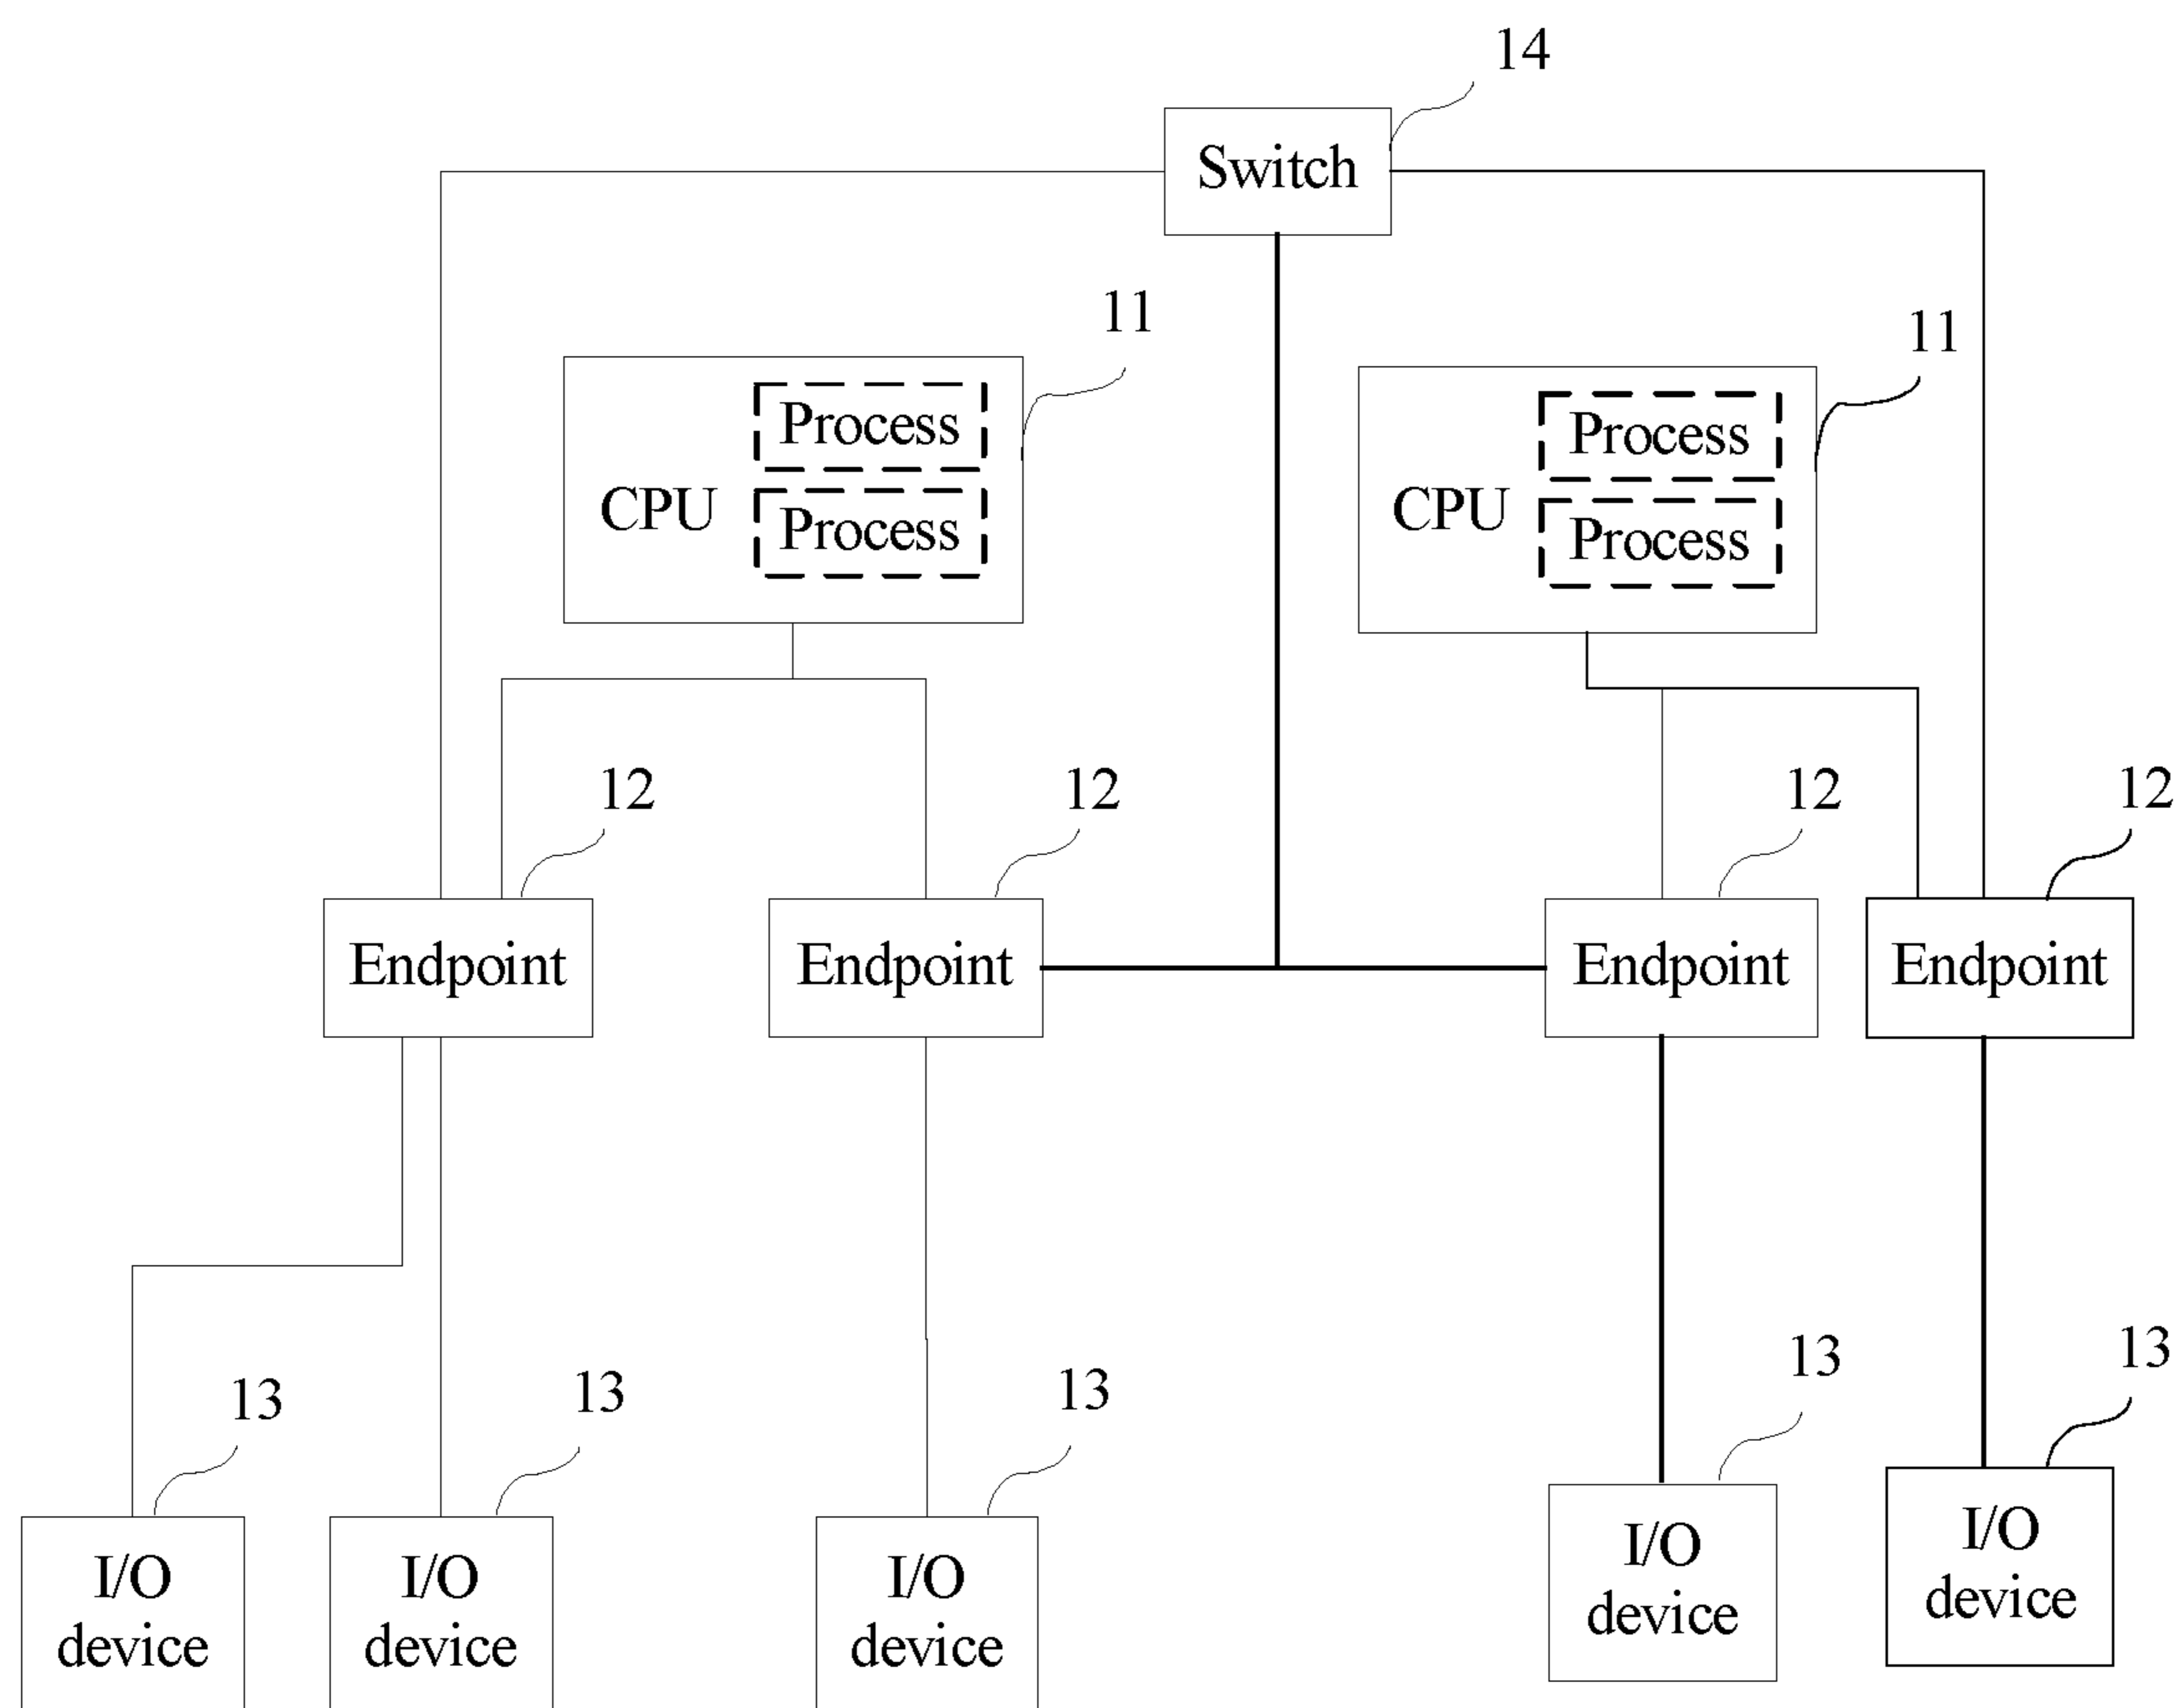 14
Switch
11
11
Process
Process
CPU
Process
Process
CPU
12
12
12
12
Endpoint
Endpoint
Endpoint
Endpoint
13
13
13
13
13
I/O
device
I/O
device
I/O
device
I/O
device
I/O
device